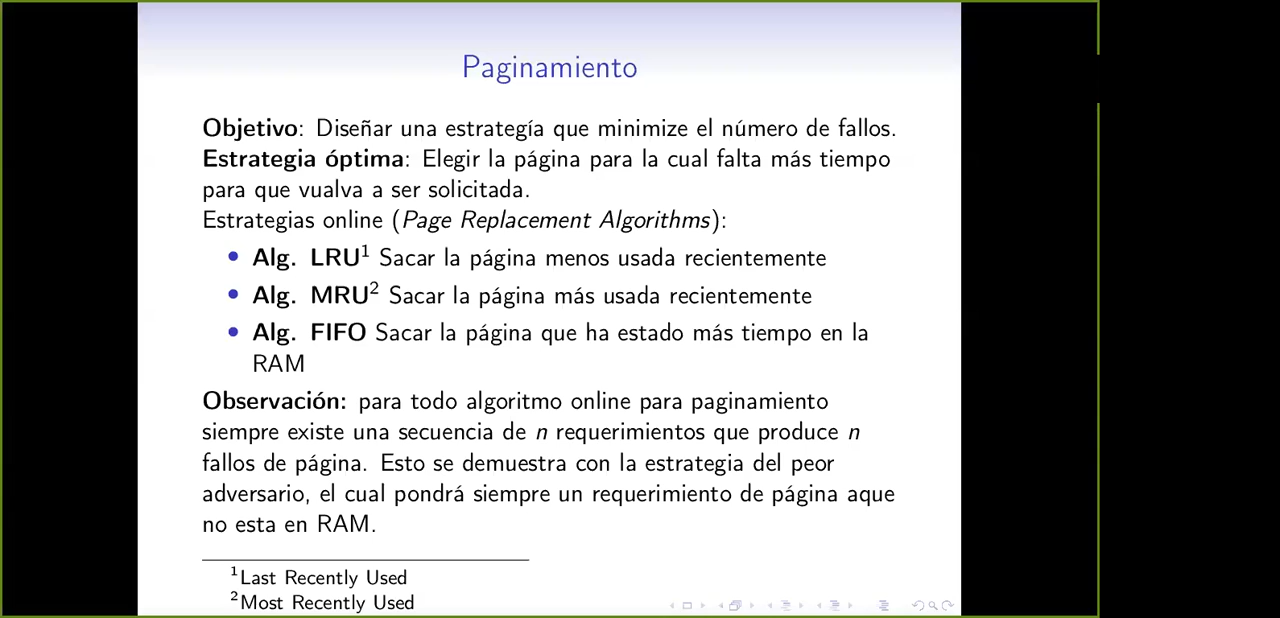 Paginamiento
Objetivo: Diseñar una estrategía que minimize el número de fallos.
Estrategia óptima: Elegir la página para la cual falta más tiempo
para que vualva a ser solicitada.
Estrategias online (Page Replacement Algorithms):
• Alg. LRU¹ Sacar la página menos usada recientemente
• Alg. MRU² Sacar la página más usada recientemente
• Alg. FIFO Sacar la página que ha estado más tiempo en la
RAM
Observación: para todo algoritmo online para paginamiento
siempre existe una secuencia de n requerimientos que produce n
fallos de página. Esto se demuestra con la estrategia del peor
adversario, el cual pondrá siempre un requerimiento de página aque
no esta en RAM.
¹Last Recently Used
²Most Recently Used